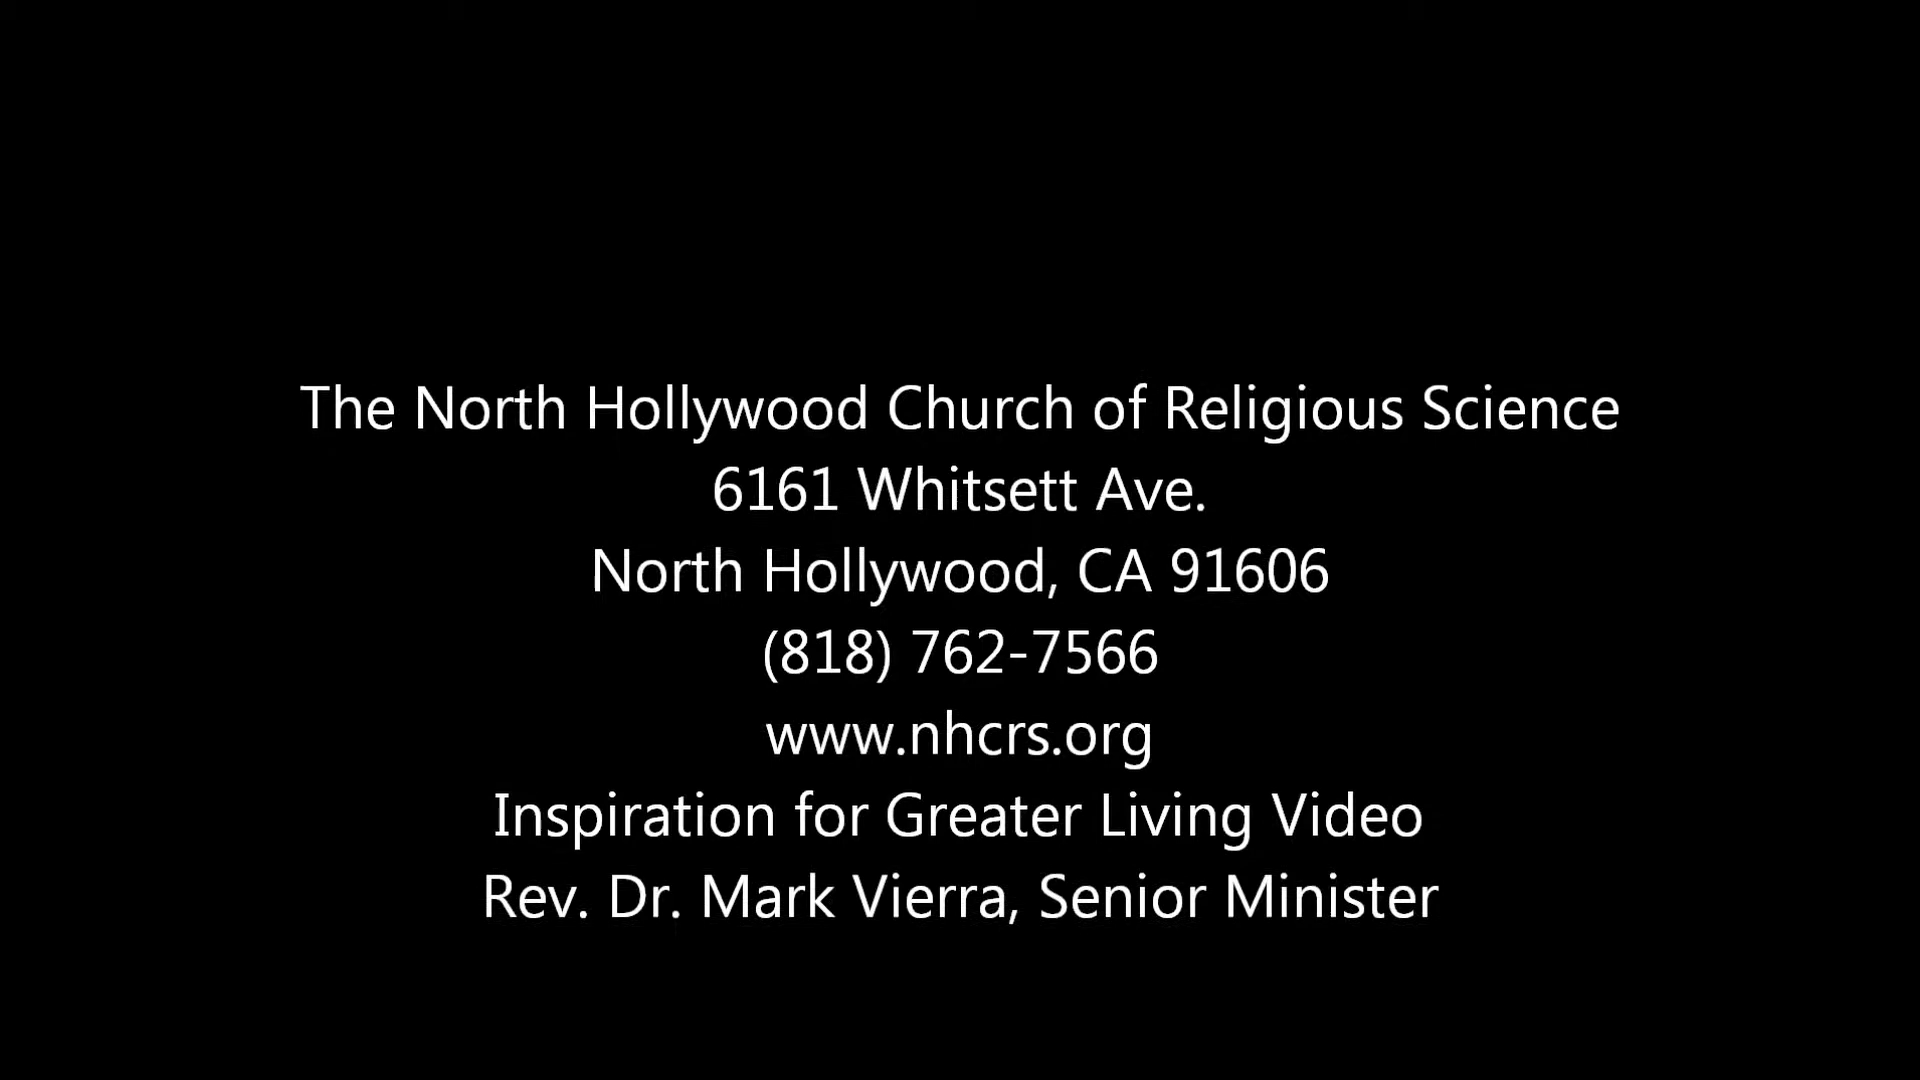 The North Hollywood Church of Religious Science
6161 Whitsett Ave.
North Hollywood, CA 91606
(818) 762-7566
www.nhcrs.org
Inspiration for Greater Living Video
Rev. Dr. Mark Vierra, Senior Minister